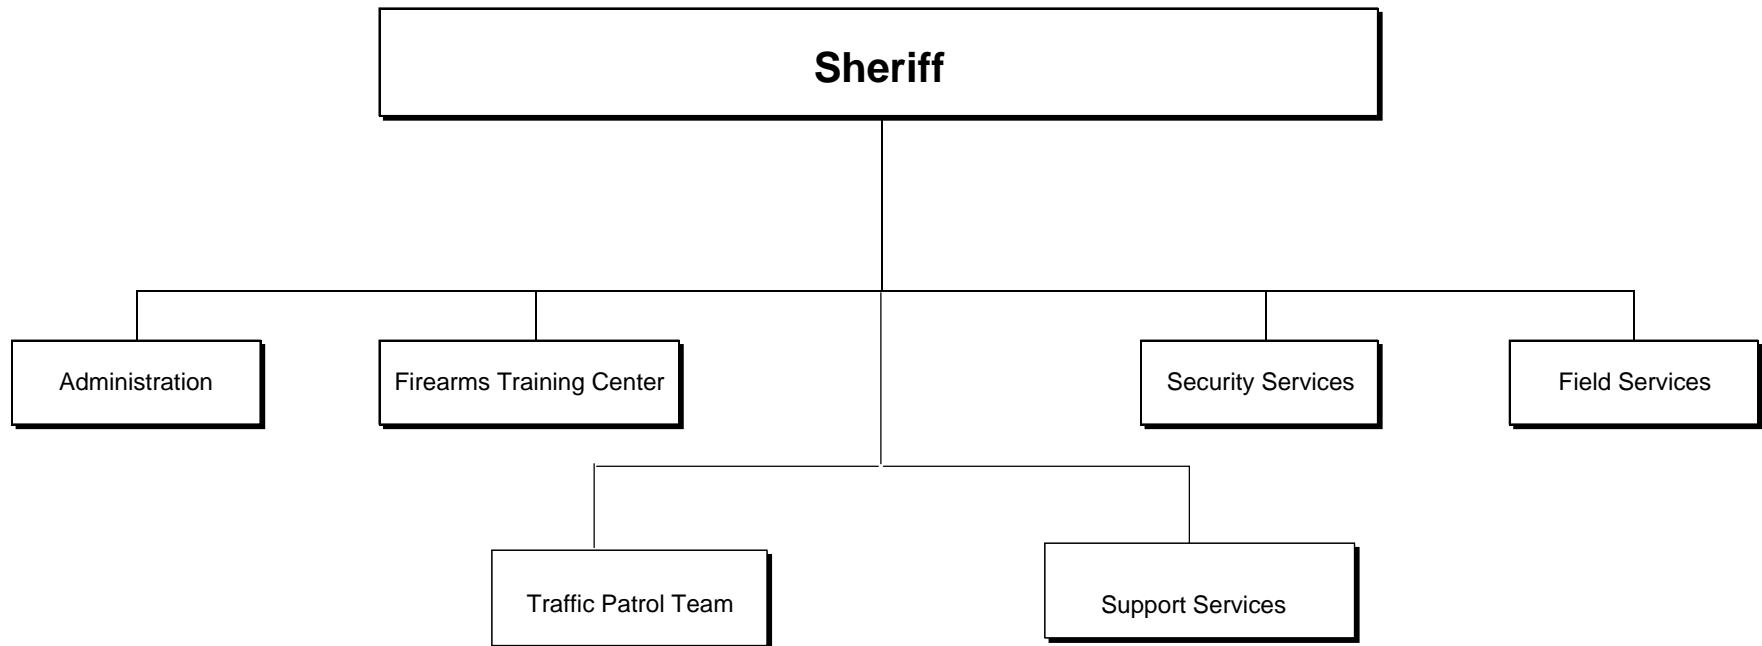 Sheriff
Administration
Firearms Training Center
Security Services
Field Services
Traffic Patrol Team
Support Services